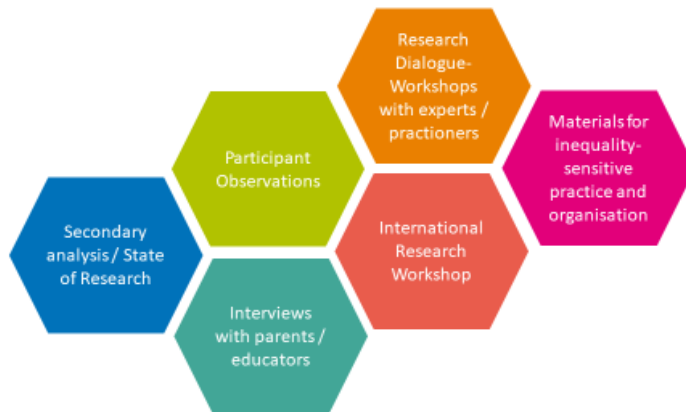 Secondary
analysis / State
of Research
Participant
Observations
Interviews
with parents /
educators
Research
Dialogue-
Workshops
with experts /
practioners
International
Research
Workshop
Materials for
inequality-
sensitive
practice and
organisation